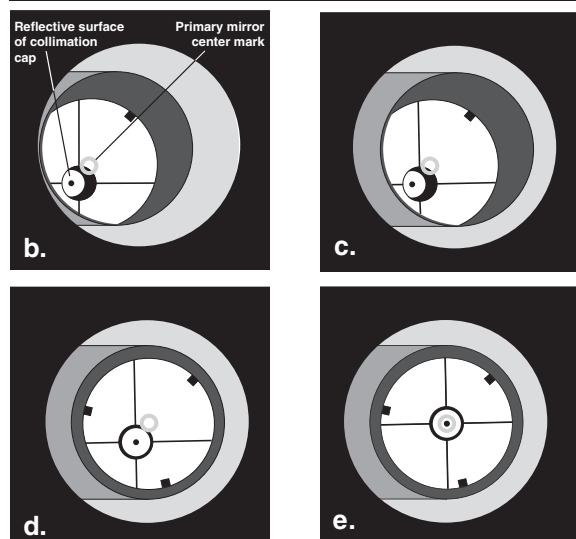 Reflective surface
of collimation
cap
Primary mirror
center mark
b.
c.
d.
e.